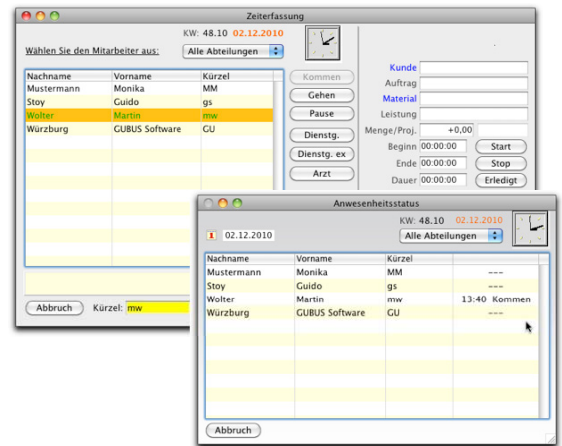 Zeiterfassung
KW: 48.10 02.12.2010
Wählen Sie den Mitarbeiter aus: Alle Abteilungen
Nachname Vorname Kürzel
Mustermann Monika MM
Stoy Guido gs
Wolter Martin mw
Würzburg GUBUS Software GU
Kommen
Gehen
Pause
Dienstg.
Dienstg. ex
Arzt
Kunde
Auftrag
Material
Leistung
Menge/Proj. +0,00
Beginn 00:00:00 Start
Ende 00:00:00 Stop
Dauer 00:00:00 Erledigt
Abbruch Kürzel: mw
Anwesenheitsstatus
KW: 48.10 02.12.2010
1 02.12.2010 Alle Abteilungen
Nachname Vorname Kürzel
Mustermann Monika MM ---
Stoy Guido gs ---
Wolter Martin mw 13:40 Kommen
Würzburg GUBUS Software GU ---
Abbruch